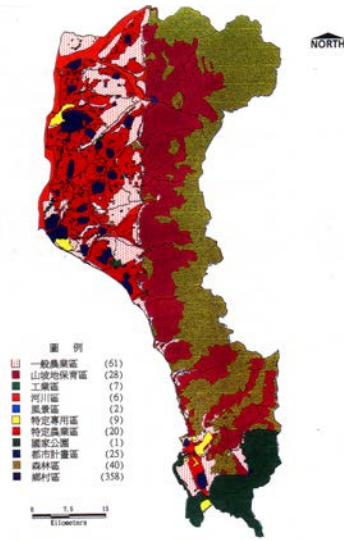 NORTH
圖 例
一般農業區 (61)
山坡地保育區 (28)
工業區 (7)
河川區 (6)
風景區 (2)
特定專用區 (9)
特定農業區 (20)
國家公園 (1)
都市計畫區 (25)
森林區 (40)
鄉村區 (358)
0 7.5 15
Kilometers